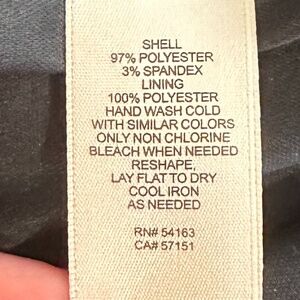 SHELL
97% POLYESTER
3% SPANDEX
LINING
100% POLYESTER
HAND WASH COLD
WITH SIMILAR COLORS
ONLY NON CHLORINE
BLEACH WHEN NEEDED
RESHAPE,
LAY FLAT TO DRY
COOL IRON
AS NEEDED
RN# 54163
CA# 57151